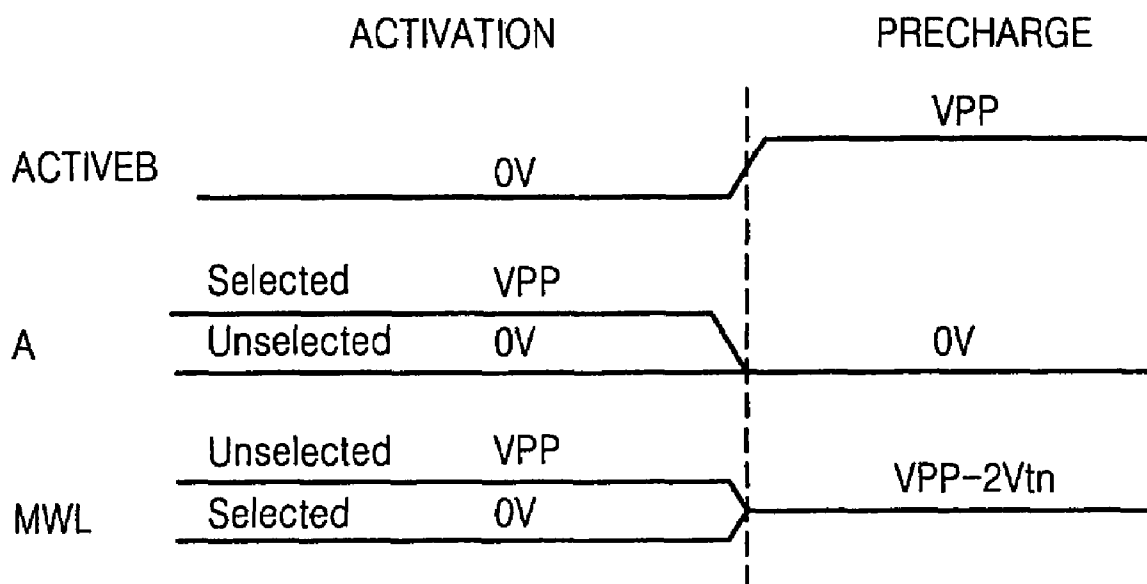 ACTIVATION PRECHARGE
VPP
ACTIVEB 0V
Selected VPP
A Unselected 0V 0V
Unselected VPP VPP-2Vtn
MWL Selected 0V